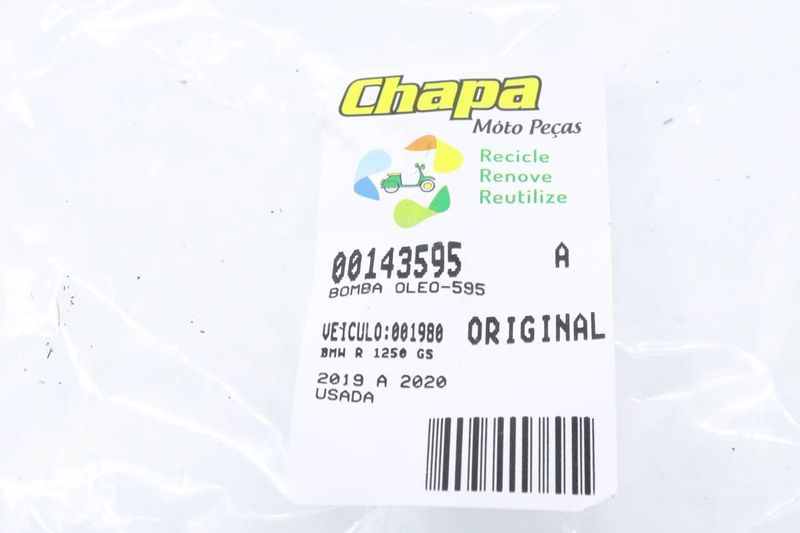 Chapa
Moto Peças
Recicle
Renove
Reutilize
00143595 A
BOMBA OLEO-595
VEICULO:001980 ORIGINAL
BMW R 1250 GS
2019 A 2020
USADA